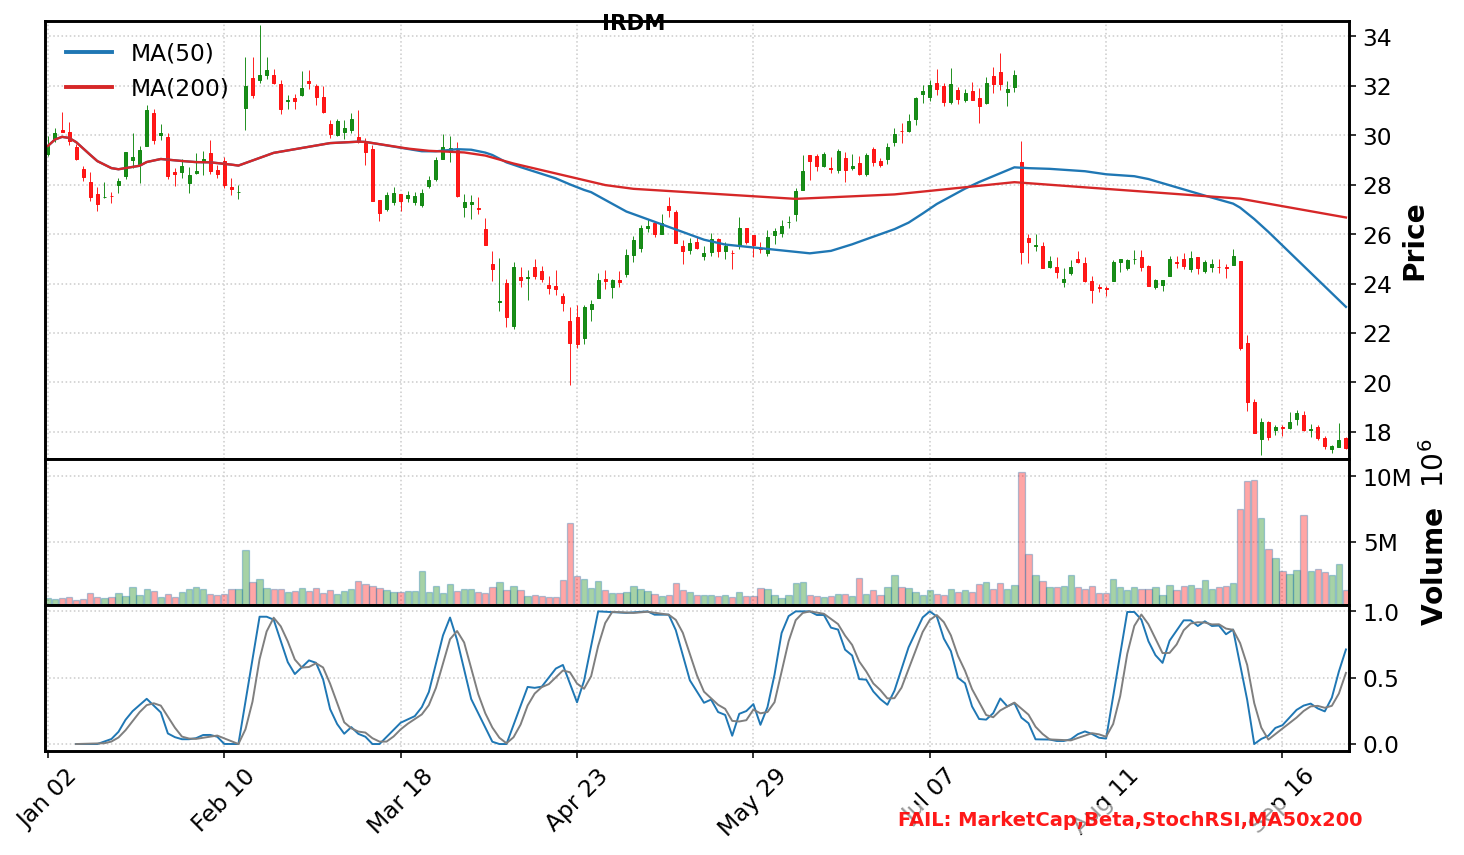 IRDM
MA(50)
MA(200)
34
32
30
28
26
24
22
20
18
Price
10M
5M
Volume 10^6
1.0
0.5
0.0
Jan 02
Feb 10
Mar 18
Apr 23
May 29
Jul 07
Aug 11
Sep 16
FAIL: MarketCap,Beta,StochRSI,MA50x200